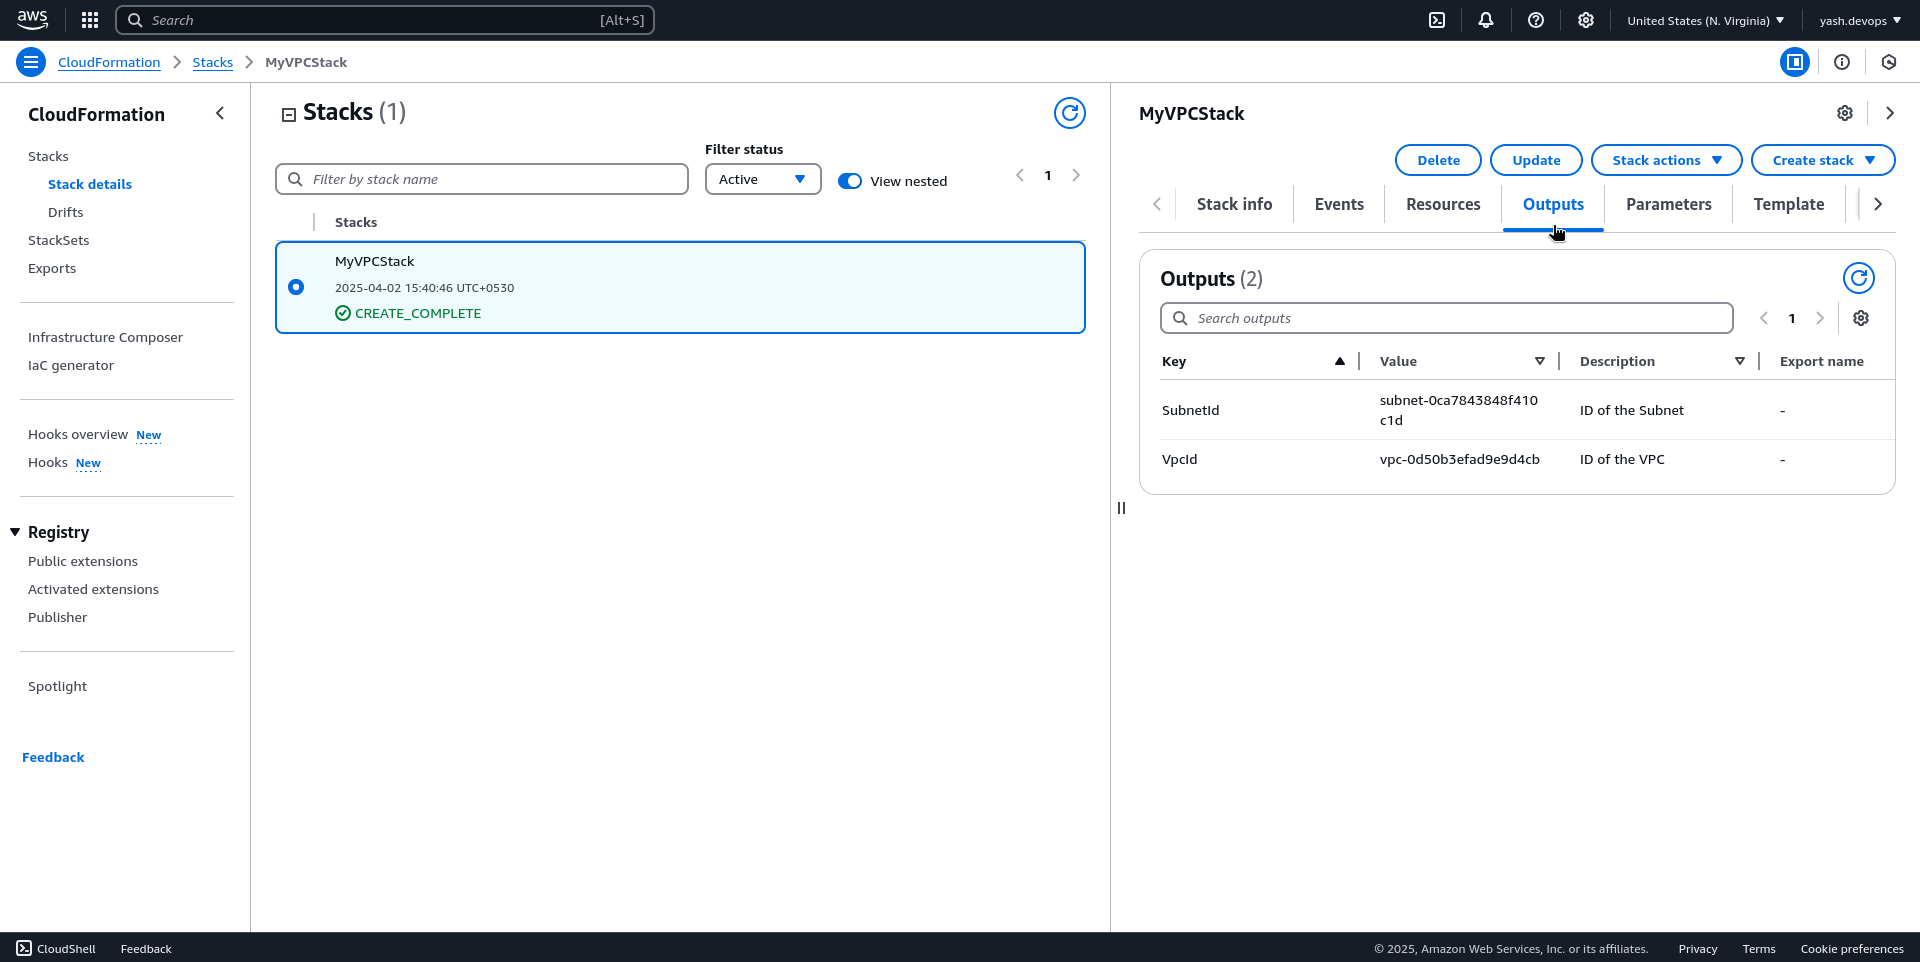 aws
Search [Alt+S]
United States (N. Virginia)
yash.devops
CloudFormation
Stacks
MyVPCStack
CloudFormation
Stacks
Stack details
Drifts
StackSets
Exports
Infrastructure Composer
IaC generator
Hooks overview New
Hooks New
Registry
Public extensions
Activated extensions
Publisher
Spotlight
Feedback
Stacks (1)
Filter status
Filter by stack name
Active
View nested
1
Stacks
MyVPCStack
2025-04-02 15:40:46 UTC+0530
CREATE_COMPLETE
MyVPCStack
Delete
Update
Stack actions
Create stack
Stack info
Events
Resources
Outputs
Parameters
Template
Outputs (2)
Search outputs
1
Key Value Description Export name
SubnetId subnet-0ca7843848f410 ID of the Subnet -
c1d
VpcId vpc-0d50b3efad9e9d4cb ID of the VPC -
CloudShell
Feedback
© 2025, Amazon Web Services, Inc. or its affiliates.
Privacy
Terms
Cookie preferences